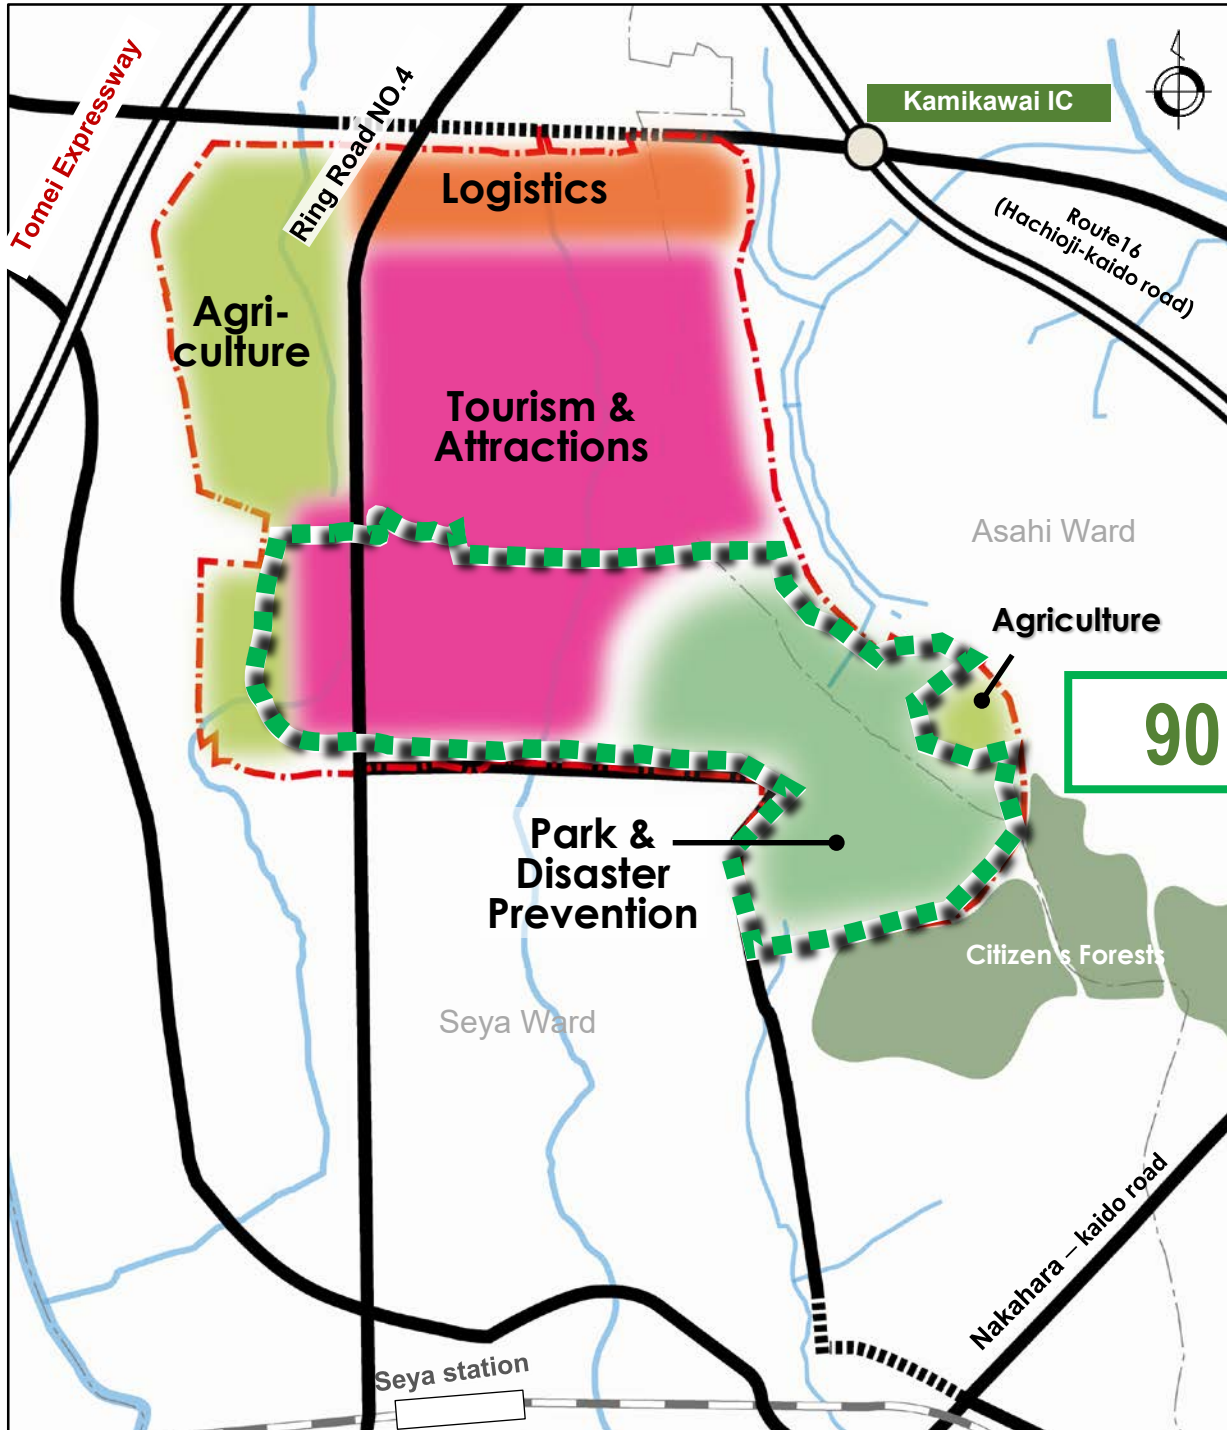 Tomei Expressway
Ring Road NO.4
Kamikawai IC
Route16
(Hachioji-kaido road)
Logistics
Agri-
culture
Tourism &
Attractions
Asahi Ward
Agriculture
90
Park &
Disaster
Prevention
Citizen's Forests
Seya Ward
Nakahara – kaido road
Seya station